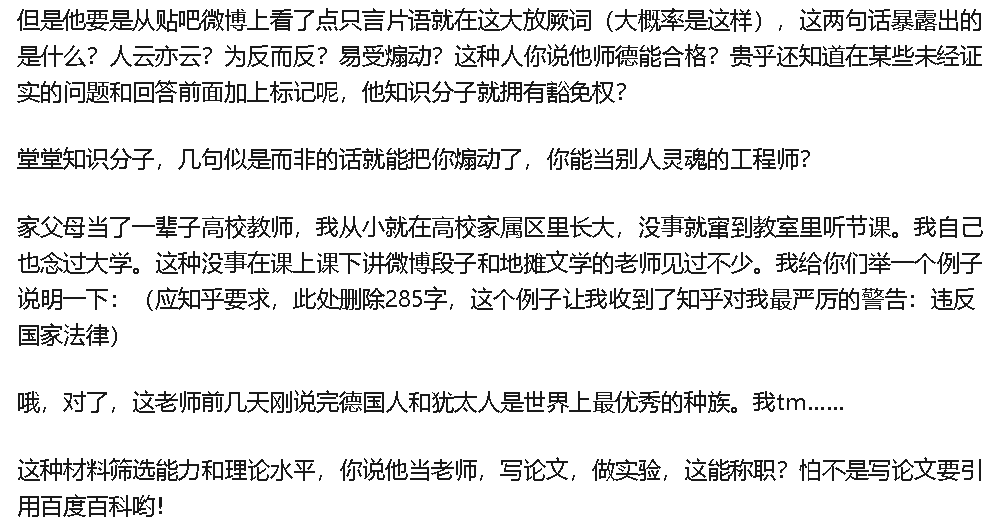 但是他要是从贴吧微博上看了点只言片语就在这大放厥词（大概率是这样），这两句话暴露出的
是什么？人云亦云？为反而反？易受煽动？这种人你说他师德能合格？贵乎还知道在某些未经证
实的问题和回答前面加上标记呢，他知识分子就拥有豁免权？
堂堂知识分子，几句似是而非的话就能把你煽动了，你能当别人灵魂的工程师？
家父母当了一辈子高校教师，我从小就在高校家属区里长大，没事就窜到教室里听节课。我自己
也念过大学。这种没事在课上课下讲微博段子和地摊文学的老师见过不少。我给你们举一个例子
说明一下：（应知乎要求，此处删除285字，这个例子让我收到了知乎对我最严厉的警告：违反
国家法律）
哦，对了，这老师前几天刚说完德国人和犹太人是世界上最优秀的种族。我tm……
这种材料筛选能力和理论水平，你说他当老师，写论文，做实验，这能称职？怕不是写论文要引
用百度百科哟！